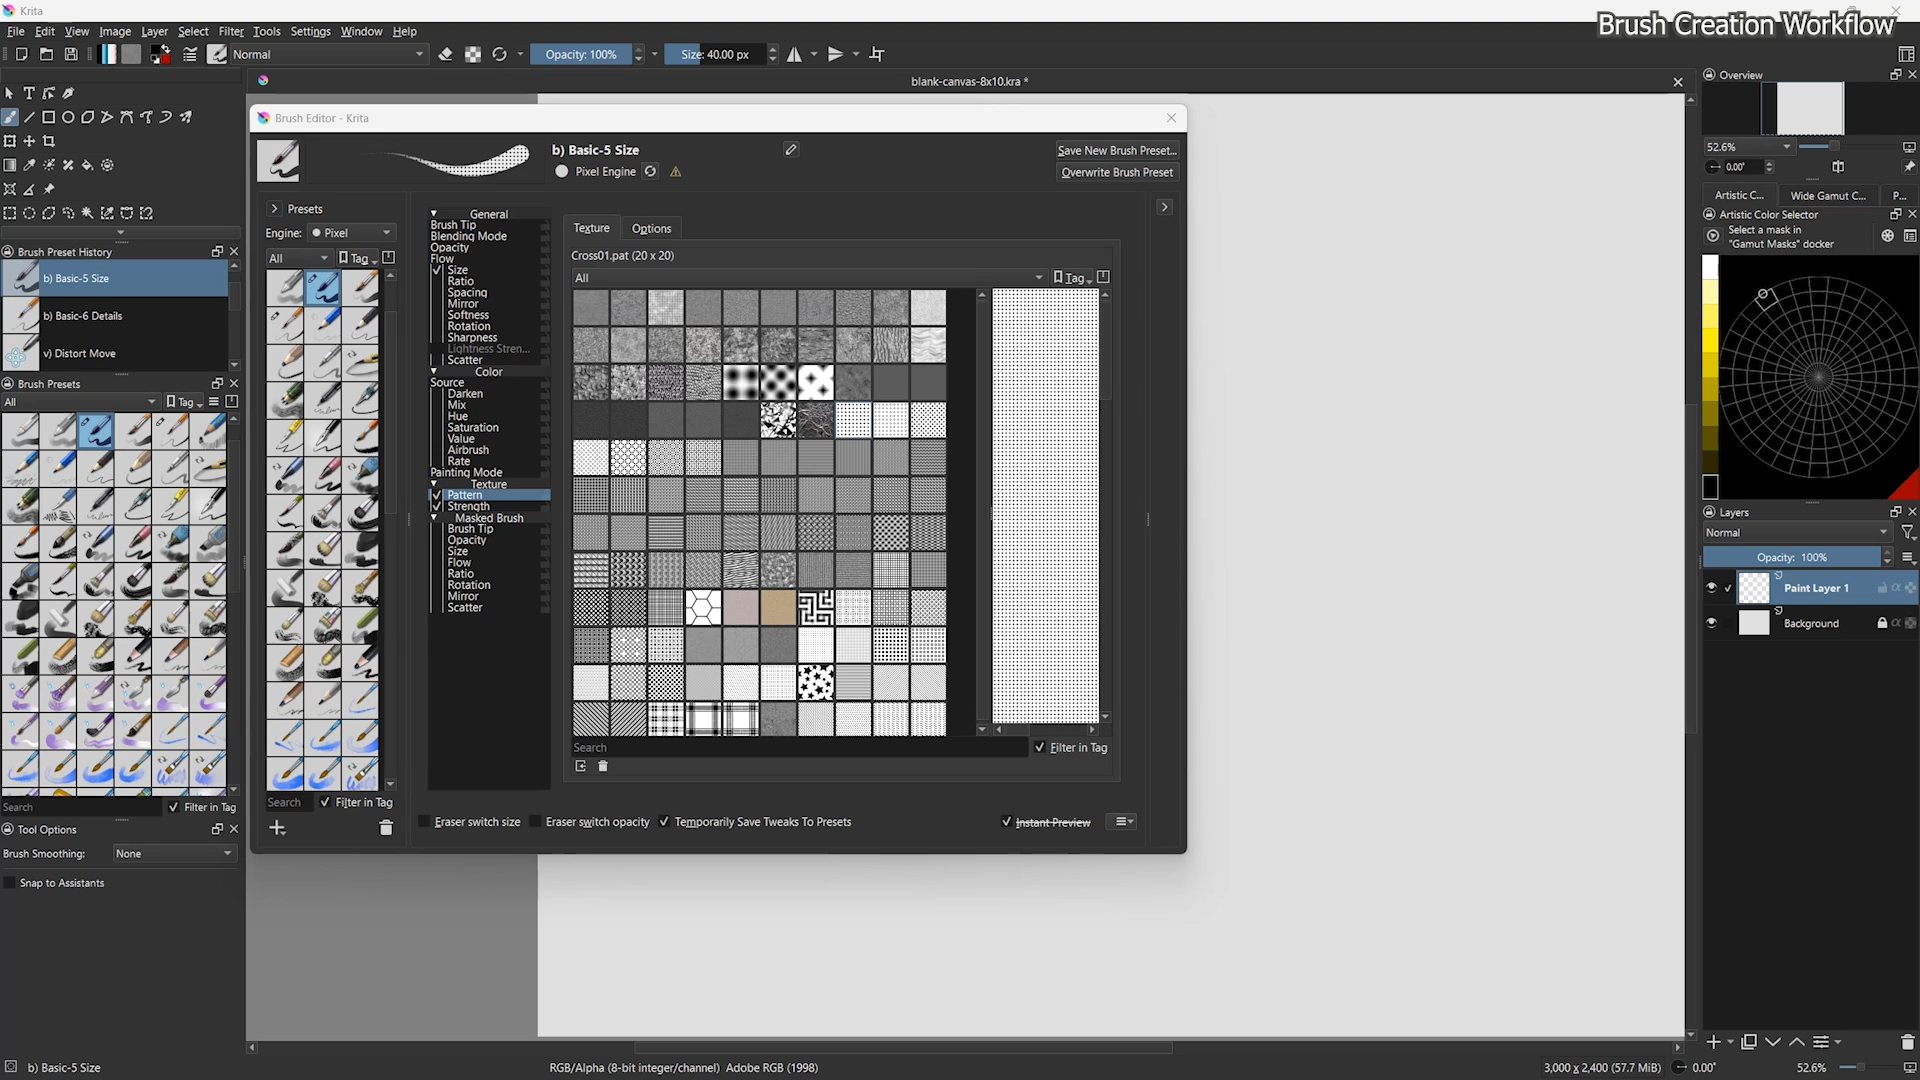 Krita
Brush Creation Workflow
File Edit View Image Layer Select Filter Tools Settings Window Help
Normal
Opacity: 100%
Size: 40.00 px
blank-canvas-8x10.kra *
Overview
52.6%
0.00°
Artistic C...
Wide Gamut C...
P...
Artistic Color Selector
Select a mask in
"Gamut Masks" docker
Layers
Normal
Opacity: 100%
Paint Layer 1
Background
Brush Preset History
b) Basic-5 Size
b) Basic-6 Details
v) Distort Move
Brush Presets
All
Tag
Search
Filter in Tag
Tool Options
Brush Smoothing:
None
Snap to Assistants
Brush Editor - Krita
b) Basic-5 Size
Pixel Engine
Save New Brush Preset...
Overwrite Brush Preset
Presets
Engine:
Pixel
All
Tag
Search
Filter in Tag
General
Brush Tip
Blending Mode
Opacity
Flow
Size
Ratio
Spacing
Mirror
Softness
Rotation
Sharpness
Lightness Stren...
Scatter
Color
Source
Darken
Mix
Hue
Saturation
Value
Airbrush
Rate
Painting Mode
Texture
Pattern
Strength
Masked Brush
Brush Tip
Opacity
Size
Flow
Ratio
Rotation
Mirror
Scatter
Texture
Options
Cross01.pat (20 x 20)
All
Tag
Search
Filter in Tag
Eraser switch size
Eraser switch opacity
Temporarily Save Tweaks To Presets
Instant Preview
b) Basic-5 Size
RGB/Alpha (8-bit integer/channel) Adobe RGB (1998)
3,000 x 2,400 (57.7 MiB)
0.00°
52.6%